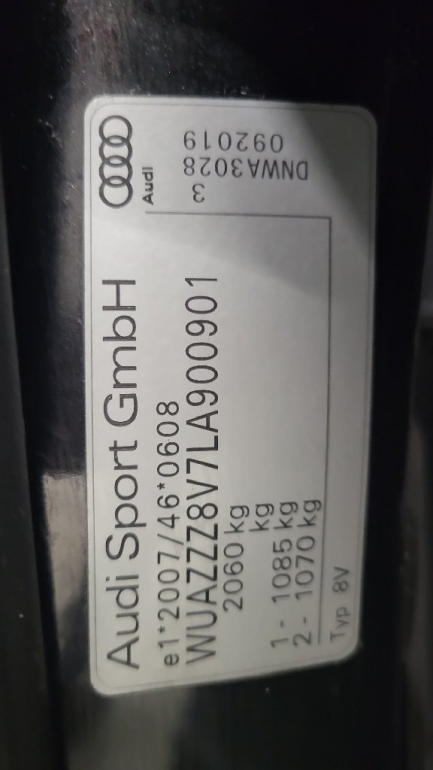 Audi Sport GmbH
e1*2007/46*0608
WUAZZZ8V7LA900901
2060 kg
kg
1 - 1085 kg
2 - 1070 kg
Typ 8V
Audi
3
DNWA3028
092019